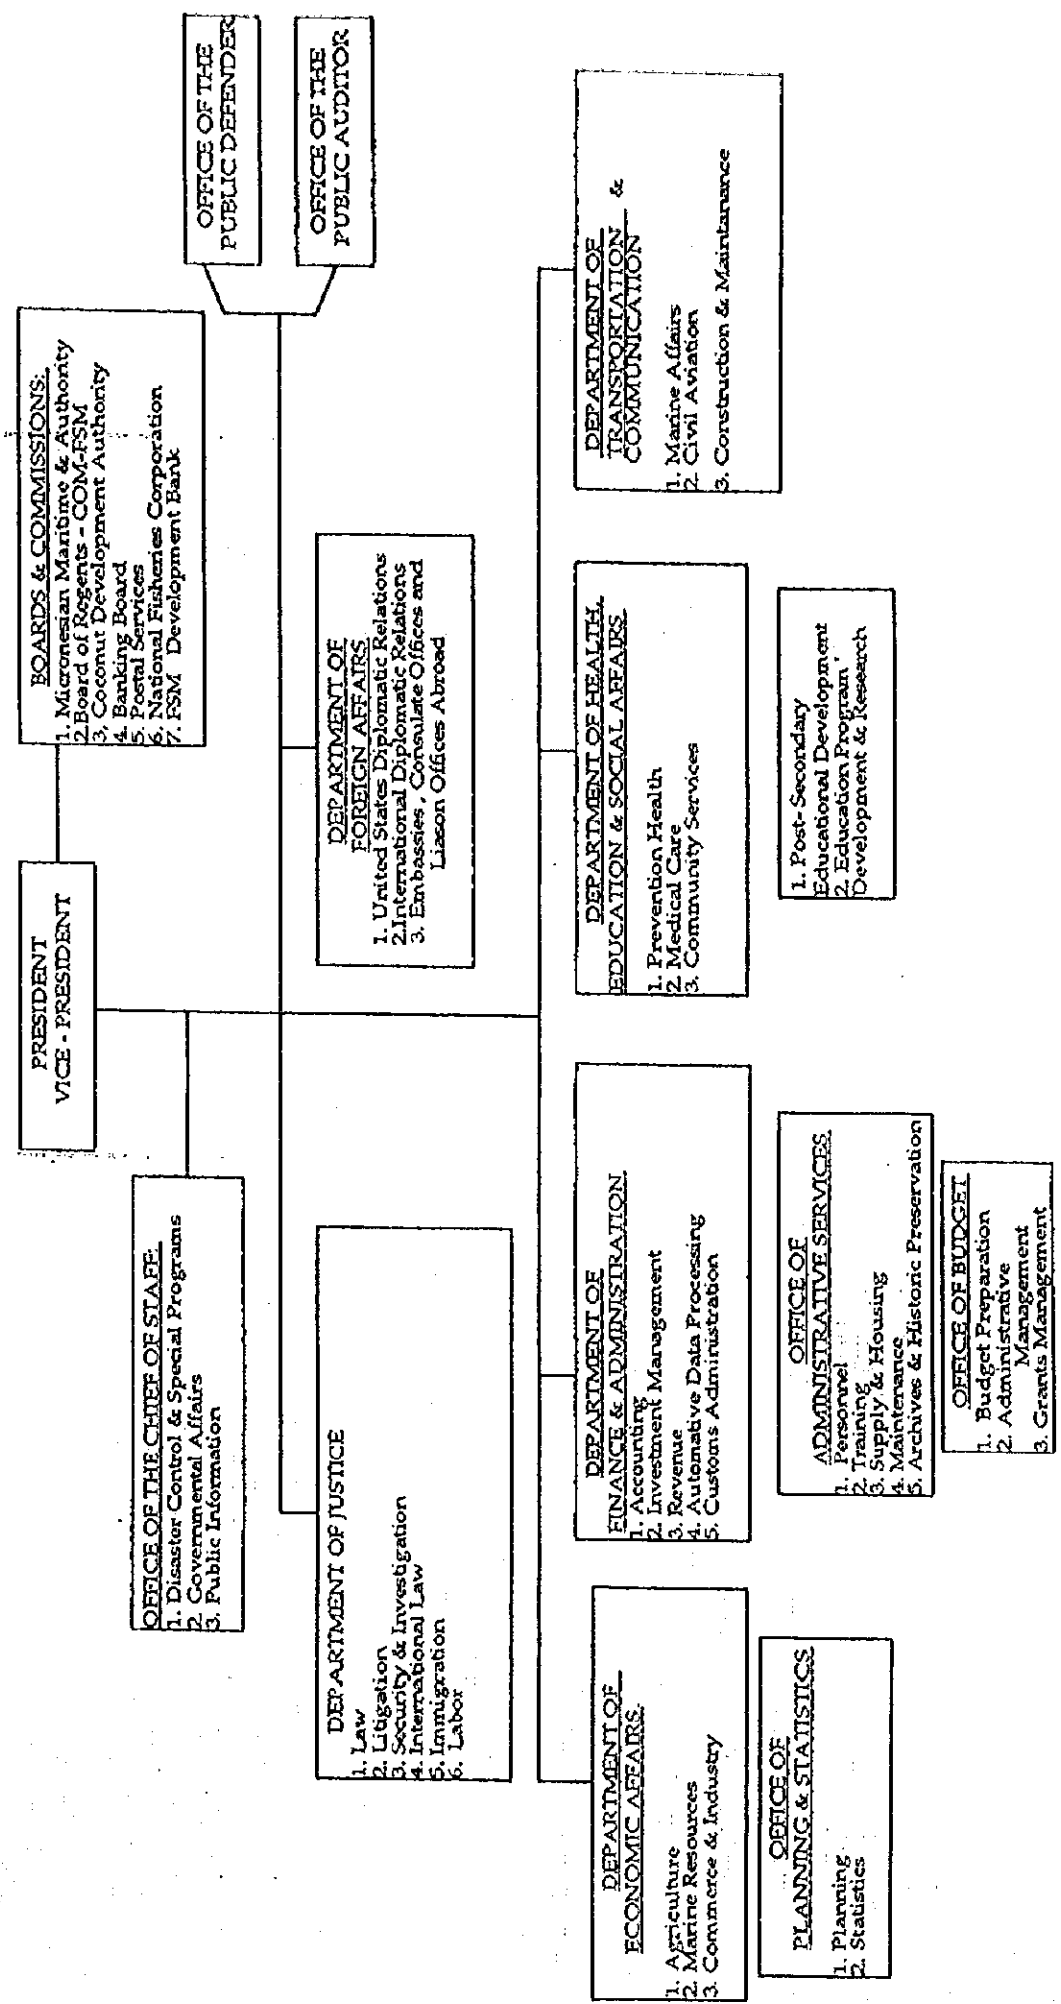 PRESIDENT
VICE - PRESIDENT
BOARDS & COMMISSIONS:
1. Micronesian Maritime & Authority
2.Board of Regents - COM-FSM
3. Coconut Development Authority
4. Banking Board
5. Postal Services
6. National Fisheries Corporation
7. FSM Development Bank
OFFICE OF THE CHIEF OF STAFF:
1. Disaster Control & Special Programs
2. Governmental Affairs
3. Public Information
OFFICE OF THE
PUBLIC DEFENDER
OFFICE OF THE
PUBLIC AUDITOR
DEPARTMENT OF JUSTICE
1. Law
2. Litigation
3. Security & Investigation
4. International Law
5. Immigration
6. Labor
DEPARTMENT OF
FOREIGN AFFAIRS
1. United States Diplomatic Relations
2.International Diplomatic Relations
3. Embassies, Consulate Offices and
Liason Offices Abroad
DEPARTMENT OF
ECONOMIC AFFAIRS
1. Agriculture
2. Marine Resources
3. Commerce & Industry
OFFICE OF
PLANNING & STATISTICS
1. Planning
2. Statistics
DEPARTMENT OF
FINANCE & ADMINISTRATION
1. Accounting
2. Investment Management
3. Revenue
4. Automative Data Processing
5. Customs Administration
OFFICE OF
ADMINISTRATIVE SERVICES
1. Personnel
2. Training
3. Supply & Housing
4. Maintenance
5. Archives & Historic Preservation
OFFICE OF BUDGET
1. Budget Preparation
2. Administrative
Management
3. Grants Management
DEPARTMENT OF HEALTH,
EDUCATION & SOCIAL AFFAIRS
1. Prevention Health
2. Medical Care
3. Community Services
1. Post-Secondary
Educational Development
2. Education Program'
Development & Research
DEPARTMENT OF
TRANSPORTATION &
COMMUNICATION
1. Marine Affairs
2. Civil Aviation
3. Construction & Maintanance